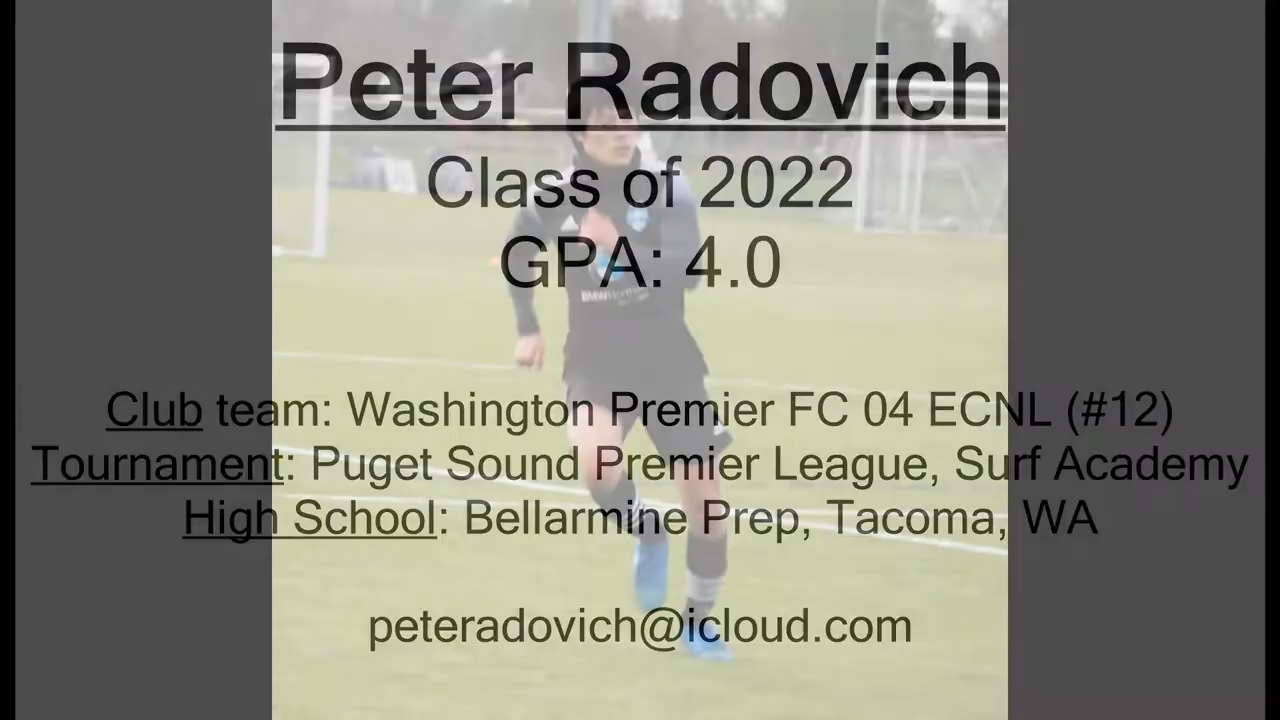 Peter Radovich
Class of 2022
GPA: 4.0
Club team: Washington Premier FC 04 ECNL (#12)
Tournament: Puget Sound Premier League, Surf Academy
High School: Bellarmine Prep, Tacoma, WA
peteradovich@icloud.com